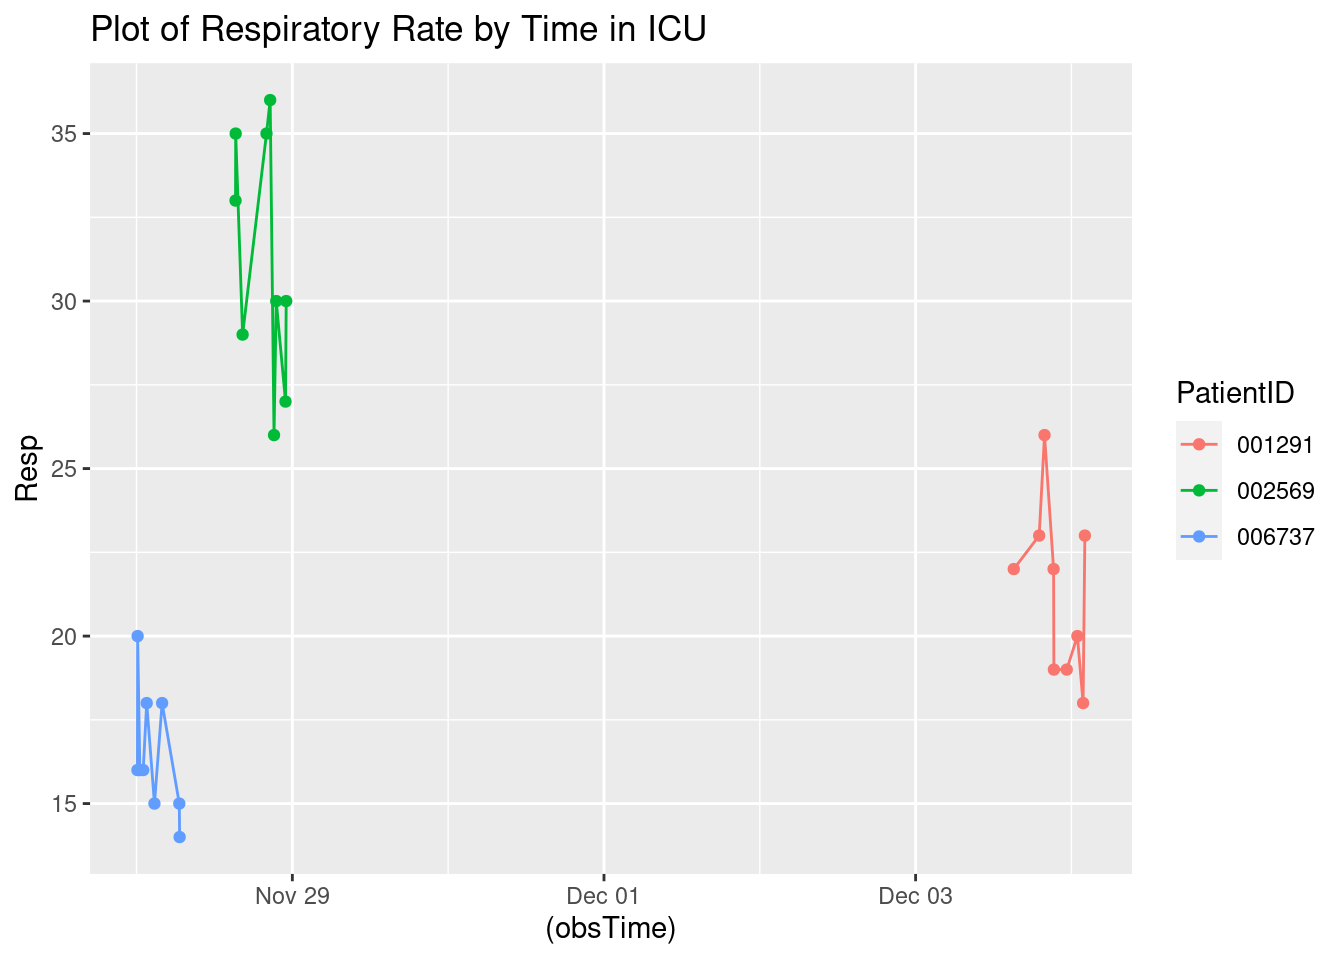 Plot of Respiratory Rate by Time in ICU
35
30
25
20
15
Resp
Nov 29
Dec 01
Dec 03
(obsTime)
PatientID
001291
002569
006737